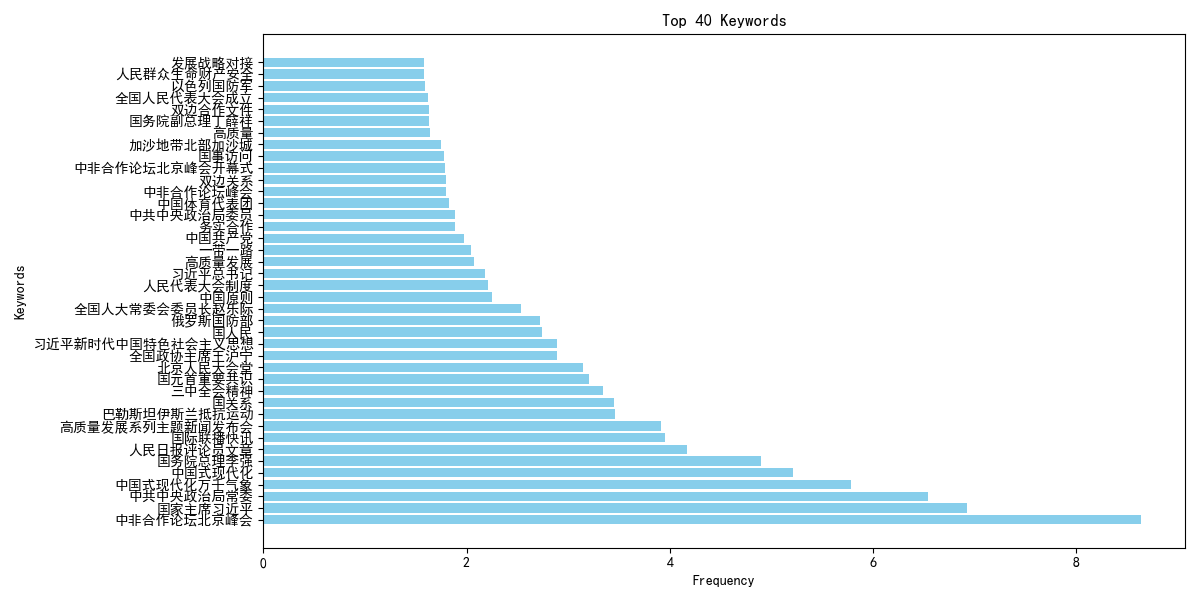 Top 40 Keywords
发展战略对接
人民群众生命财产安全
以色列国防军
全国人民代表大会成立
双边合作文件
国务院副总理丁薛祥
高质量
加沙地带北部加沙城
国事访问
中非合作论坛北京峰会开幕式
双边关系
中非合作论坛峰会
中国体育代表团
中共中央政治局委员
务实合作
中国共产党
一带一路
高质量发展
习近平总书记
人民代表大会制度
中国原则
全国人大常委会委员长赵乐际
俄罗斯国防部
国人民
习近平新时代中国特色社会主义思想
全国政协主席王沪宁
北京人民大会堂
国元首重要共识
三中全会精神
国关系
巴勒斯坦伊斯兰抵抗运动
高质量发展系列主题新闻发布会
国际联播快讯
人民日报评论员文章
国务院总理李强
中国式现代化
中国式现代化万千气象
中共中央政治局常委
国家主席习近平
中非合作论坛北京峰会
Keywords
0 2 4 6 8
Frequency